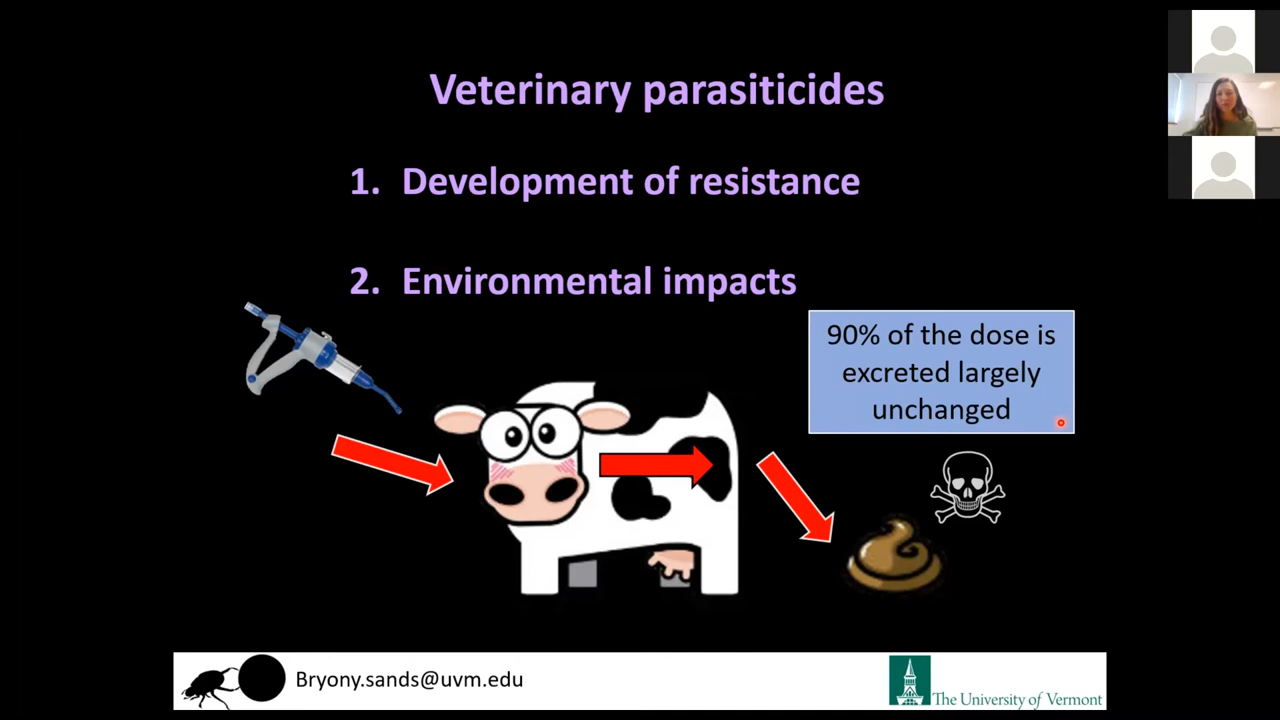 Veterinary parasiticides
1. Development of resistance
2. Environmental impacts
90% of the dose is
excreted largely
unchanged
Bryony.sands@uvm.edu
The University of Vermont